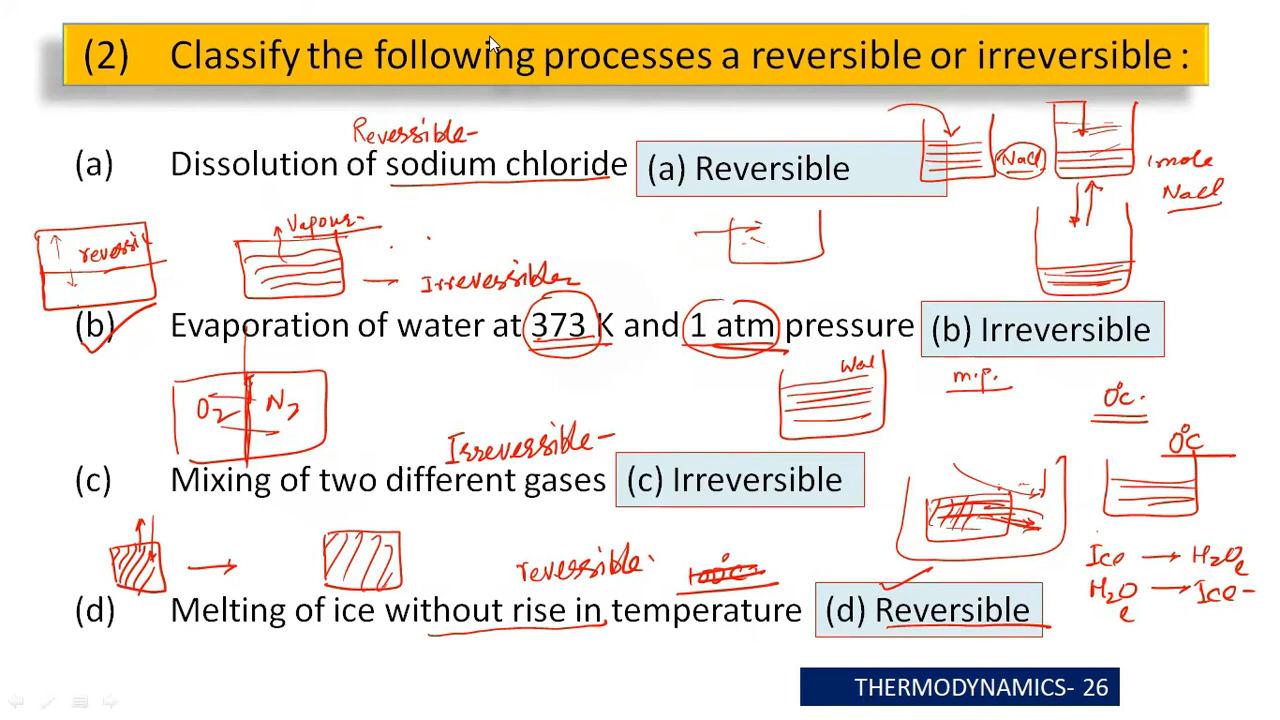 (2) Classify the following processes a reversible or irreversible :
Reversible-
(a) Dissolution of sodium chloride (a) Reversible
NaCl
1 mole
NaCl
Vapour-
Irreversible
(b) Evaporation of water at 373 K and 1 atm pressure (b) Irreversible
m.p.
0°C.
O2 N2
0°C
Irreversible-
(c) Mixing of two different gases (c) Irreversible
Ice → H2O
H2O → Ice-
reversible.
(d) Melting of ice without rise in temperature (d) Reversible
THERMODYNAMICS- 26